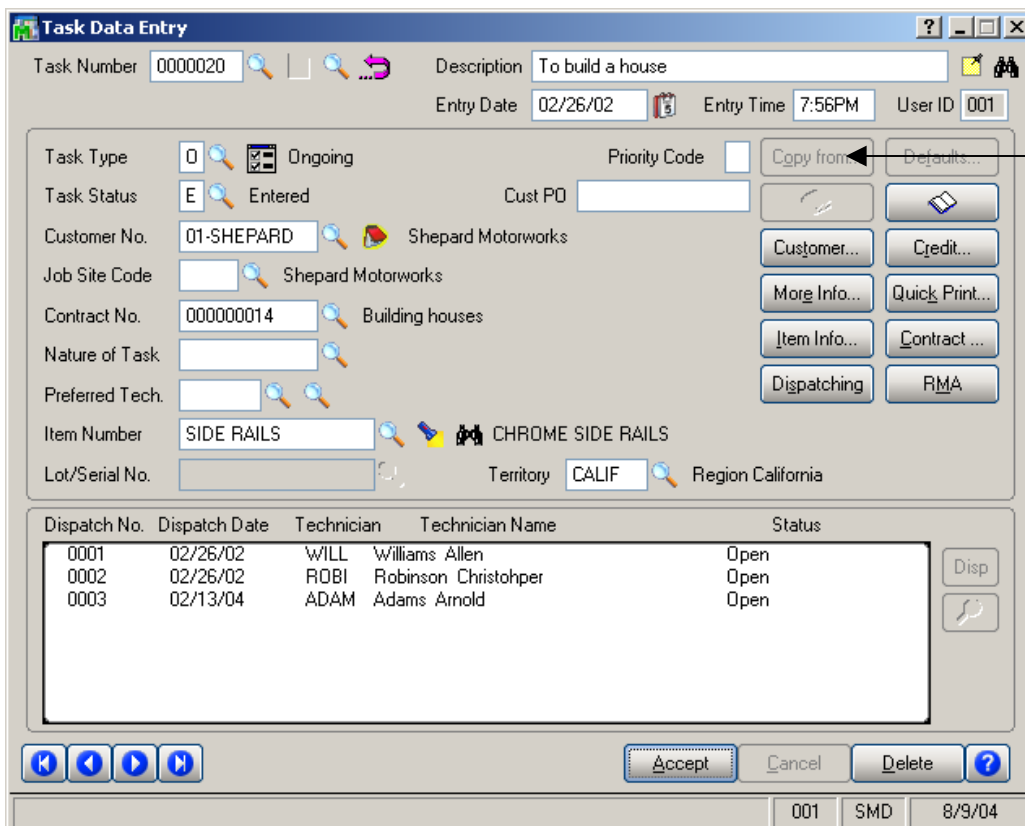 Task Data Entry
Task Number 0000020 Description To build a house
Entry Date 02/26/02 Entry Time 7:56PM User ID 001
Task Type O Ongoing Priority Code Copy from... Defaults...
Task Status E Entered Cust PO
Customer No. 01-SHEPARD Shepard Motorworks Customer... Credit...
Job Site Code Shepard Motorworks More Info... Quick Print...
Contract No. 000000014 Building houses
Nature of Task Item Info... Contract ...
Preferred Tech. Dispatching RMA
Item Number SIDE RAILS CHROME SIDE RAILS
Lot/Serial No. Territory CALIF Region California
Dispatch No. Dispatch Date Technician Technician Name Status
0001 02/26/02 WILL Williams Allen Open
0002 02/26/02 ROBI Robinson Christohper Open
0003 02/13/04 ADAM Adams Arnold Open
Disp
Accept Cancel Delete
001 SMD 8/9/04